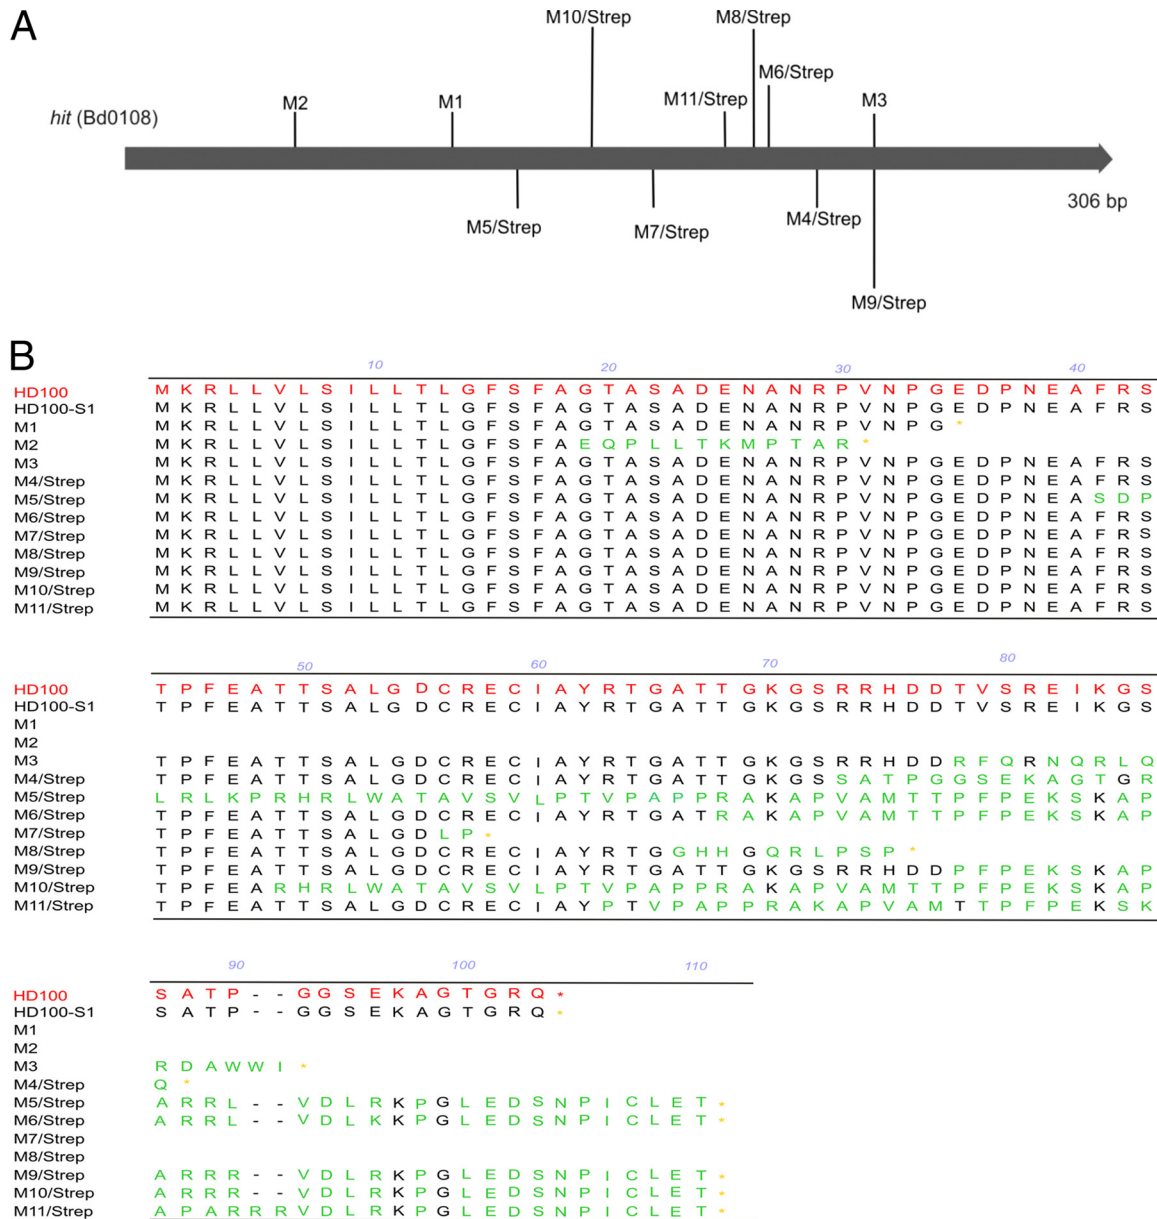 A
M10/Strep
M8/Strep
M6/Strep
M2
M1
M11/Strep
M3
hit (Bd0108)
306 bp
M5/Strep
M7/Strep
M4/Strep
M9/Strep
B
10 20 30 40
HD100 M K R L L V L S I L L T L G F S F A G T A S A D E N A N R P V N P G E D P N E A F R S
HD100-S1 M K R L L V L S I L L T L G F S F A G T A S A D E N A N R P V N P G E D P N E A F R S
M1 M K R L L V L S I L L T L G F S F A G T A S A D E N A N R P V N P G *
M2 M K R L L V L S I L L T L G F S F A E Q P L L T K M P T A R *
M3 M K R L L V L S I L L T L G F S F A G T A S A D E N A N R P V N P G E D P N E A F R S
M4/Strep M K R L L V L S I L L T L G F S F A G T A S A D E N A N R P V N P G E D P N E A F R S
M5/Strep M K R L L V L S I L L T L G F S F A G T A S A D E N A N R P V N P G E D P N E A S D P
M6/Strep M K R L L V L S I L L T L G F S F A G T A S A D E N A N R P V N P G E D P N E A F R S
M7/Strep M K R L L V L S I L L T L G F S F A G T A S A D E N A N R P V N P G E D P N E A F R S
M8/Strep M K R L L V L S I L L T L G F S F A G T A S A D E N A N R P V N P G E D P N E A F R S
M9/Strep M K R L L V L S I L L T L G F S F A G T A S A D E N A N R P V N P G E D P N E A F R S
M10/Strep M K R L L V L S I L L T L G F S F A G T A S A D E N A N R P V N P G E D P N E A F R S
M11/Strep M K R L L V L S I L L T L G F S F A G T A S A D E N A N R P V N P G E D P N E A F R S
50 60 70 80
HD100 T P F E A T T S A L G D C R E C I A Y R T G A T T G K G S R R H D D T V S R E I K G S
HD100-S1 T P F E A T T S A L G D C R E C I A Y R T G A T T G K G S R R H D D T V S R E I K G S
M1
M2
M3 T P F E A T T S A L G D C R E C I A Y R T G A T T G K G S R R H D D R F Q R N Q R L Q
M4/Strep T P F E A T T S A L G D C R E C I A Y R T G A T T G K G S S A T P G G S E K A G T G R
M5/Strep L R L K P R H R L W A T A V S V L P T V P A P P R A K A P V A M T T P F P E K S K A P
M6/Strep T P F E A T T S A L G D C R E C I A Y R T G A T R A K A P V A M T T P F P E K S K A P
M7/Strep T P F E A T T S A L G D L P *
M8/Strep T P F E A T T S A L G D C R E C I A Y R T G G H H G Q R L P S P *
M9/Strep T P F E A T T S A L G D C R E C I A Y R T G A T T G K G S R R H D D P F P E K S K A P
M10/Strep T P F E A R H R L W A T A V S V L P T V P A P P R A K A P V A M T T P F P E K S K A P
M11/Strep T P F E A T T S A L G D C R E C I A Y P T V P A P P R A K A P V A M T T P F P E K S K
90 100 110
HD100 S A T P - - G G S E K A G T G R Q *
HD100-S1 S A T P - - G G S E K A G T G R Q *
M1
M2
M3 R D A W W I *
M4/Strep Q *
M5/Strep A R R L - - V D L R K P G L E D S N P I C L E T *
M6/Strep A R R L - - V D L K K P G L E D S N P I C L E T *
M7/Strep
M8/Strep
M9/Strep A R R R - - V D L R K P G L E D S N P I C L E T *
M10/Strep A R R R - - V D L R K P G L E D S N P I C L E T *
M11/Strep A P A R R R V D L R K P G L E D S N P I C L E T *